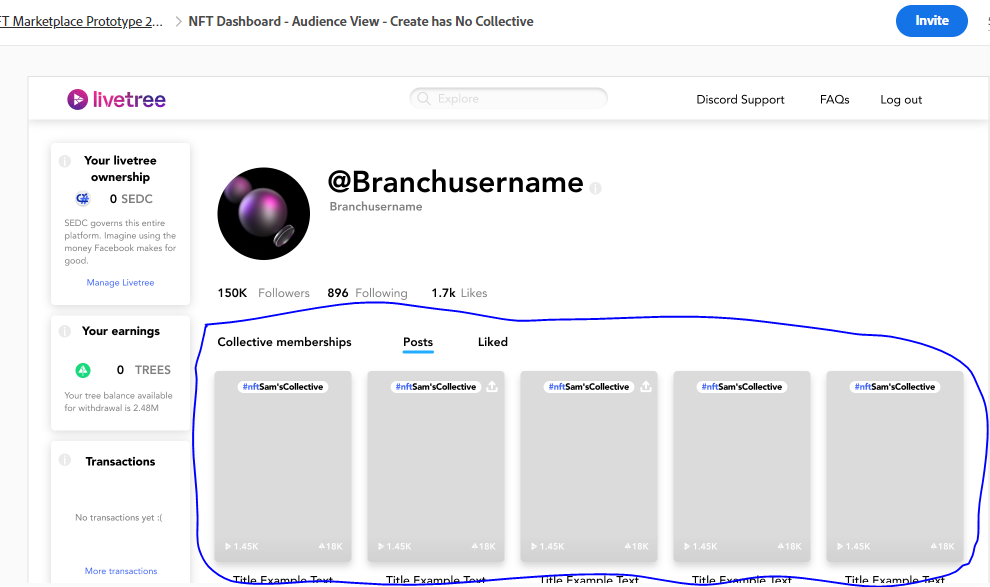 FT Marketplace Prototype 2... > NFT Dashboard - Audience View - Create has No Collective
Invite
livetree
Explore
Discord Support
FAQs
Log out
Your livetree
ownership
0 SEDC
SEDC governs this entire
platform. Imagine using the
money Facebook makes for
good.
Manage Livetree
@Branchusername
Branchusername
150K Followers 896 Following 1.7k Likes
Your earnings
0 TREES
Your tree balance available
for withdrawal is 2.48M
Transactions
No transactions yet :(
More transactions
Collective memberships Posts Liked
#nftSam'sCollective
#nftSam'sCollective
#nftSam'sCollective
#nftSam'sCollective
#nftSam'sCollective
1.45K 18K
1.45K 18K
1.45K 18K
1.45K 18K
1.45K 18K
Title Example Text
Title Example Text
Title Example Text
Title Example Text
Title Example Text